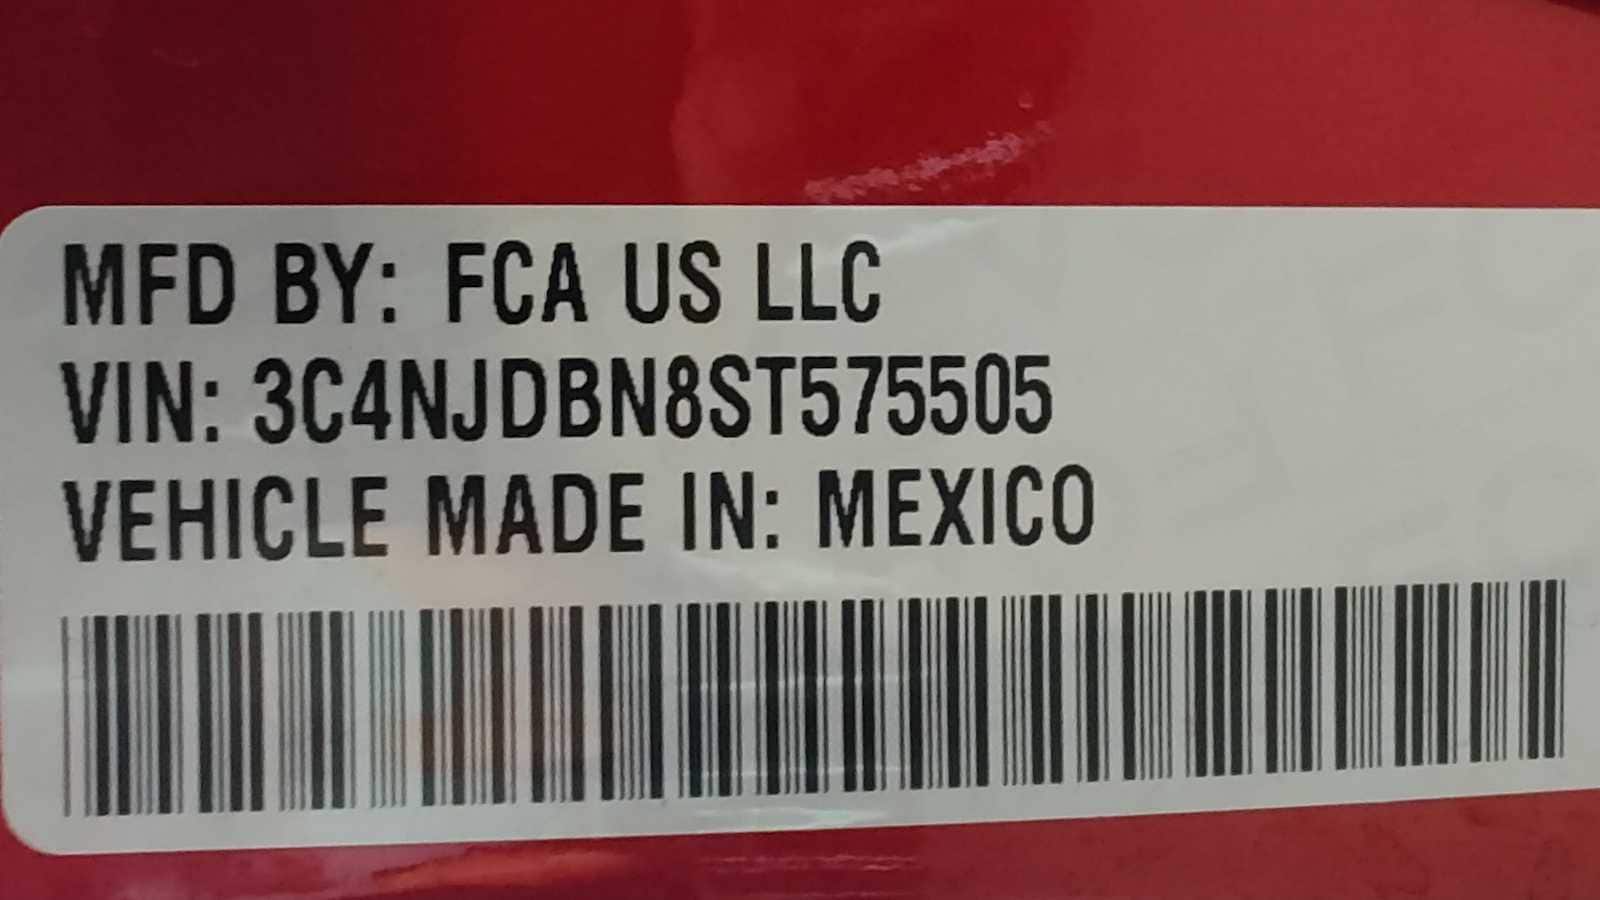 MFD BY: FCA US LLC
VIN: 3C4NJDBN8ST575505
VEHICLE MADE IN: MEXICO